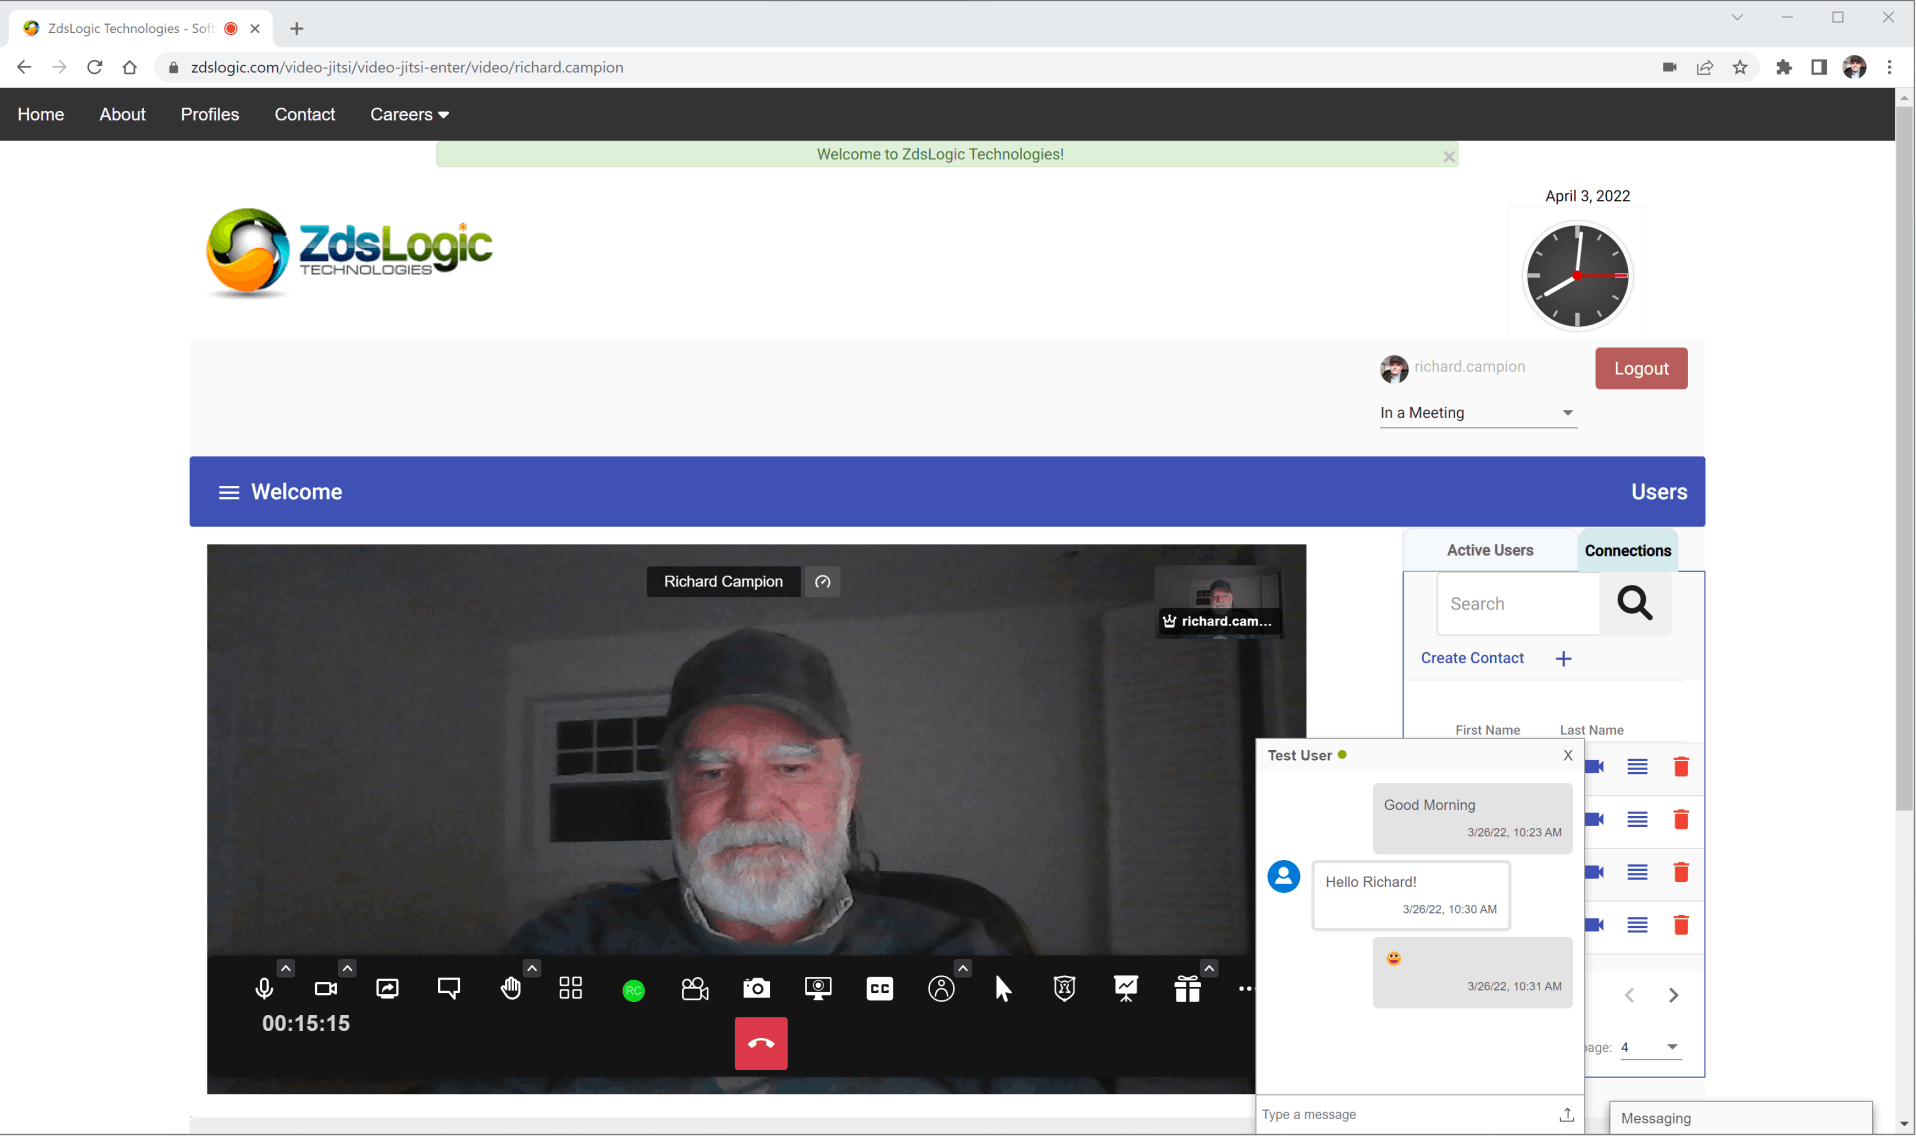 ZdsLogic Technologies - Soft
zdslogic.com/video-jitsi/video-jitsi-enter/video/richard.campion
Home About Profiles Contact Careers
Welcome to ZdsLogic Technologies!
April 3, 2022
ZdsLogic
TECHNOLOGIES
richard.campion
Logout
In a Meeting
Welcome
Users
Active Users Connections
Search
Create Contact
First Name Last Name
Richard Campion
richard.cam...
RC
CC
00:15:15
Test User X
Good Morning
3/26/22, 10:23 AM
Hello Richard!
3/26/22, 10:30 AM
3/26/22, 10:31 AM
page: 4
Type a message
Messaging